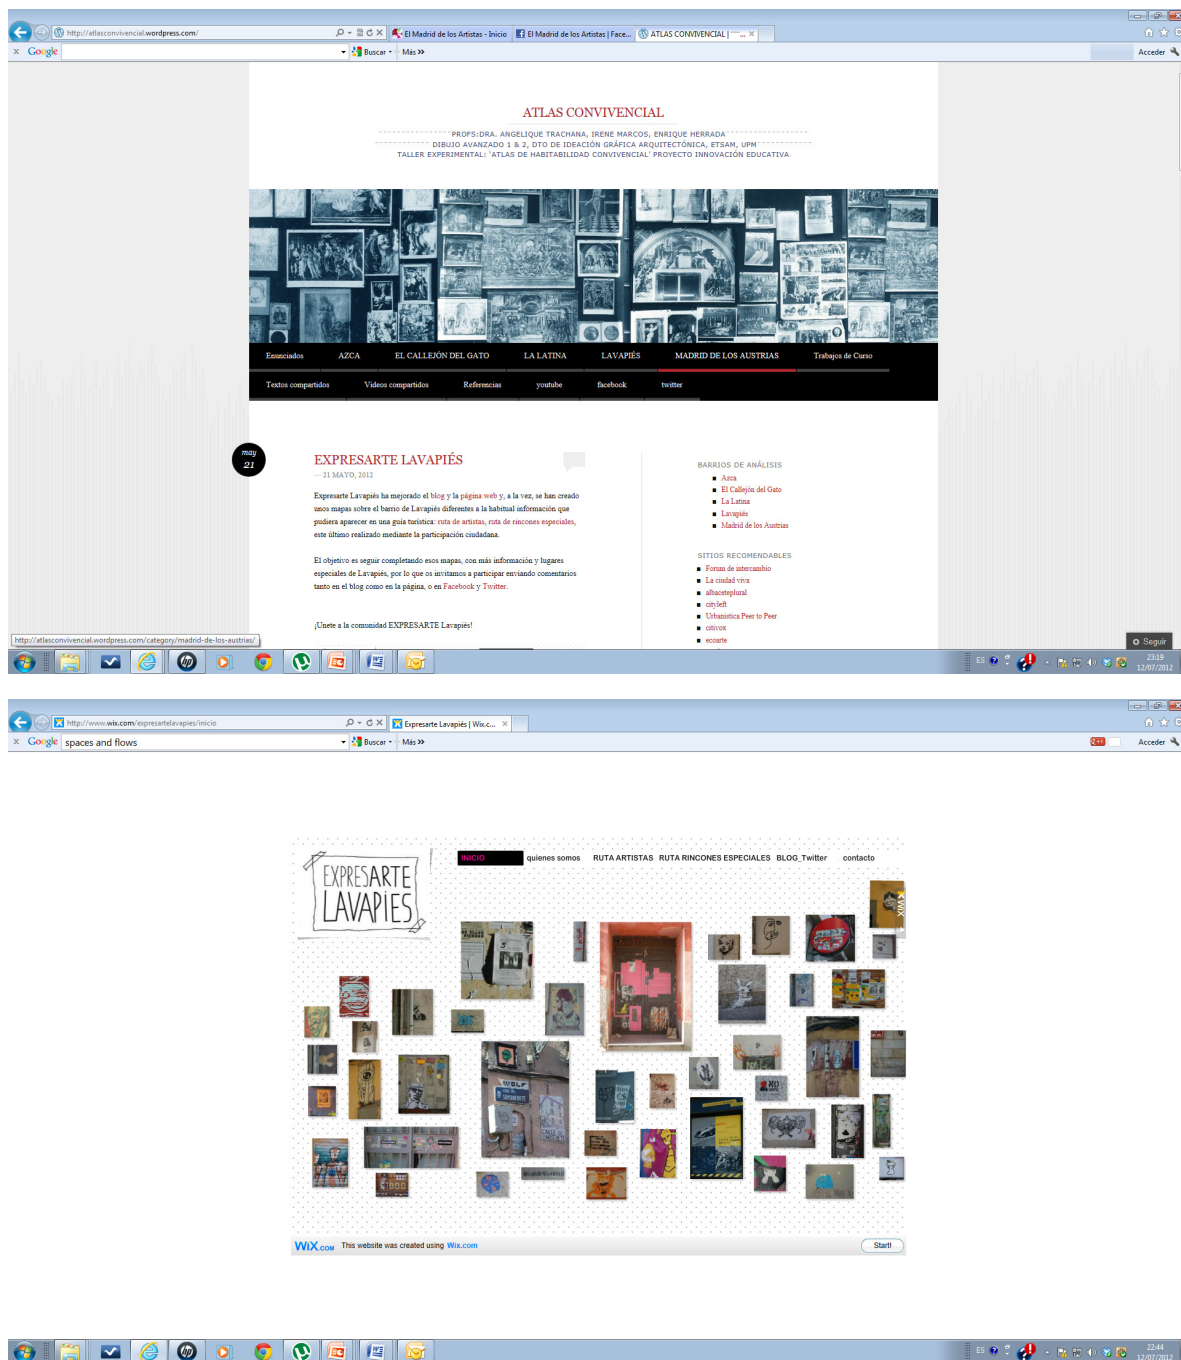 http://atlasconvivencial.wordpress.com/
El Madrid de los Artistas - Inicio
El Madrid de los Artistas | Face...
ATLAS CONVIVENCIAL |
x Google
Buscar
Más »
Acceder
ATLAS CONVIVENCIAL
PROFS:DRA. ANGELIQUE TRACHANA, IRENE MARCOS, ENRIQUE HERRADA
DIBUJO AVANZADO 1 & 2, DTO DE IDEACIÓN GRÁFICA ARQUITECTÓNICA, ETSAM, UPM
TALLER EXPERIMENTAL: 'ATLAS DE HABITABILIDAD CONVIVENCIAL' PROYECTO INNOVACIÓN EDUCATIVA
Enunciados AZCA EL CALLEJÓN DEL GATO LA LATINA LAVAPIÉS MADRID DE LOS AUSTRIAS Trabajos de Curso
Textos compartidos Videos compartidos Referencias youtube facebook twitter
may
21
EXPRESARTE LAVAPIÉS
— 21 MAYO, 2012
Expresarte Lavapiés ha mejorado el blog y la página web y, a la vez, se han creado
unos mapas sobre el barrio de Lavapiés diferentes a la habitual información que
pudiera aparecer en una guía turística: ruta de artistas, ruta de rincones especiales,
este último realizado mediante la participación ciudadana.
El objetivo es seguir completando esos mapas, con más información y lugares
especiales de Lavapiés, por lo que os invitamos a participar enviando comentarios
tanto en el blog como en la página, o en Facebook y Twitter.
¡Unete a la comunidad EXPRESARTE Lavapiés!
BARRIOS DE ANÁLISIS
Azca
El Callejón del Gato
La Latina
Lavapiés
Madrid de los Austrias
SITIOS RECOMENDABLES
Forum de intercambio
La ciudad viva
albaceteplural
cityleft
Urbanistica Peer to Peer
citivox
ecoarte
http://atlasconvivencial.wordpress.com/category/madrid-de-los-austrias/
Seguir
ES
23:19
12/07/2012
http://www.wix.com/expresartelavapies/inicio
Expresarte Lavapiés | Wix.c...
x Google spaces and flows
Buscar
Más »
Acceder
EXPRESARTE
LAVAPIES
INICIO quienes somos RUTA ARTISTAS RUTA RINCONES ESPECIALES BLOG_Twitter contacto
WiX
WOLF
WiX.com This website was created using Wix.com
Start!
ES
22:44
12/07/2012